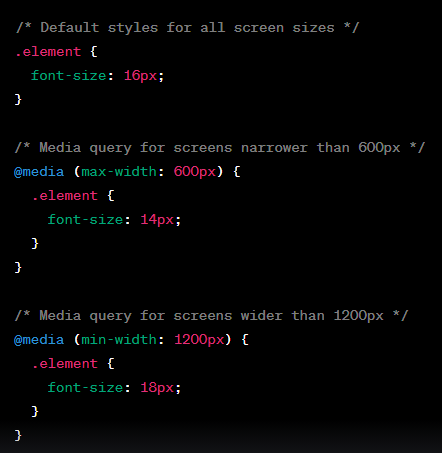 /* Default styles for all screen sizes */
.element {
  font-size: 16px;
}

/* Media query for screens narrower than 600px */
@media (max-width: 600px) {
  .element {
    font-size: 14px;
  }
}

/* Media query for screens wider than 1200px */
@media (min-width: 1200px) {
  .element {
    font-size: 18px;
  }
}